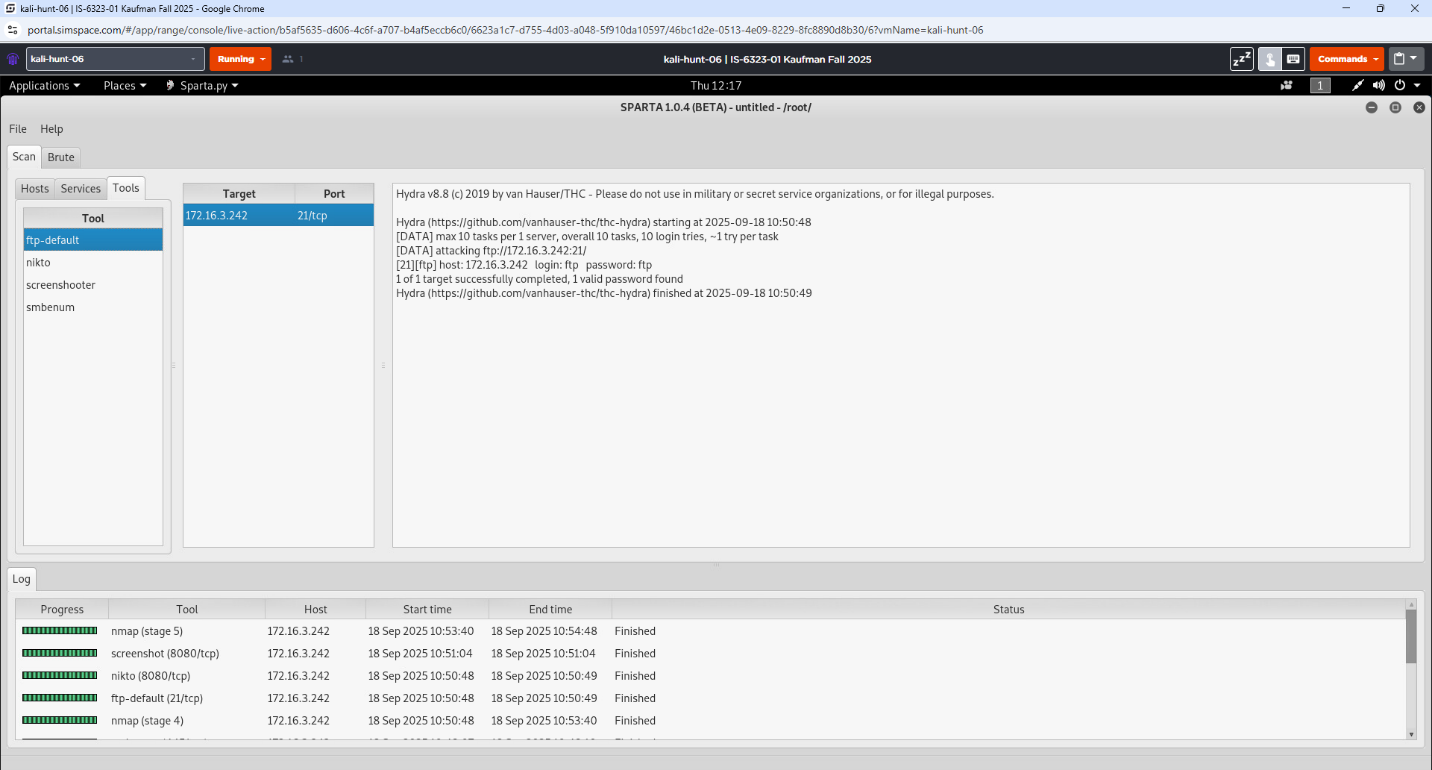 kali-hunt-06 | IS-6323-01 Kaufman Fall 2025 - Google Chrome
portal.simspace.com/#/app/range/console/live-action/b5af5635-d606-4c6f-a707-b4af5eccb6c0/6623a1c7-d755-4d03-a048-5f910da10597/46bc1d2e-0513-4e09-8229-8fc8890d8b30/6?vmName=kali-hunt-06
kali-hunt-06 Running 1 kali-hunt-06 | IS-6323-01 Kaufman Fall 2025 zZZ Commands
Applications Places Sparta.py Thu 12:17 1
SPARTA 1.0.4 (BETA) - untitled - /root/
File Help
Scan Brute
Hosts Services Tools
Tool
ftp-default
nikto
screenshooter
smbenum
Target Port
172.16.3.242 21/tcp
Hydra v8.8 (c) 2019 by van Hauser/THC - Please do not use in military or secret service organizations, or for illegal purposes.
Hydra (https://github.com/vanhauser-thc/thc-hydra) starting at 2025-09-18 10:50:48
[DATA] max 10 tasks per 1 server, overall 10 tasks, 10 login tries, ~1 try per task
[DATA] attacking ftp://172.16.3.242:21/
[21][ftp] host: 172.16.3.242 login: ftp password: ftp
1 of 1 target successfully completed, 1 valid password found
Hydra (https://github.com/vanhauser-thc/thc-hydra) finished at 2025-09-18 10:50:49
Log
Progress Tool Host Start time End time Status
nmap (stage 5) 172.16.3.242 18 Sep 2025 10:53:40 18 Sep 2025 10:54:48 Finished
screenshot (8080/tcp) 172.16.3.242 18 Sep 2025 10:51:04 18 Sep 2025 10:51:04 Finished
nikto (8080/tcp) 172.16.3.242 18 Sep 2025 10:50:48 18 Sep 2025 10:50:49 Finished
ftp-default (21/tcp) 172.16.3.242 18 Sep 2025 10:50:48 18 Sep 2025 10:50:49 Finished
nmap (stage 4) 172.16.3.242 18 Sep 2025 10:50:48 18 Sep 2025 10:53:40 Finished